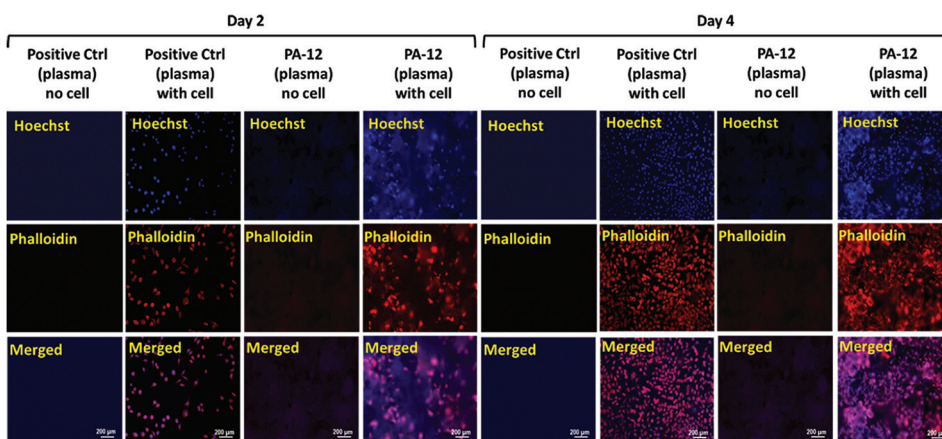 Day 2
Day 4
Positive Ctrl (plasma) no cell
Positive Ctrl (plasma) with cell
PA-12 (plasma) no cell
PA-12 (plasma) with cell
Positive Ctrl (plasma) no cell
Positive Ctrl (plasma) with cell
PA-12 (plasma) no cell
PA-12 (plasma) with cell
Hoechst Hoechst Hoechst Hoechst Hoechst Hoechst Hoechst Hoechst
Phalloidin Phalloidin Phalloidin Phalloidin Phalloidin Phalloidin Phalloidin Phalloidin
Merged Merged Merged Merged Merged Merged Merged Merged
200 µm 200 µm 200 µm 200 µm 200 µm 200 µm 200 µm 200 µm